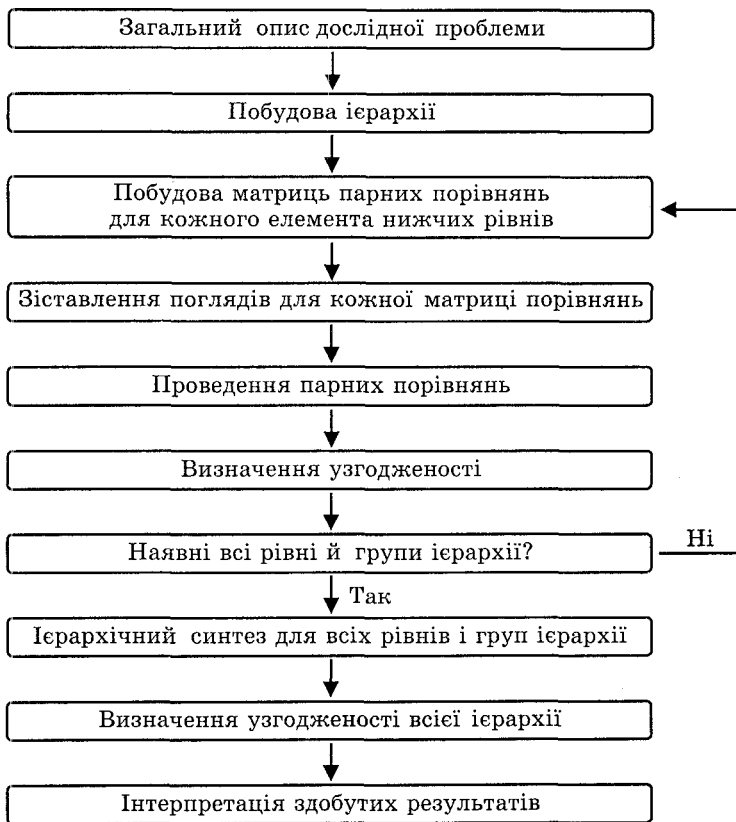 Загальний опис дослідної проблеми
Побудова ієрархії
Побудова матриць парних порівнянь
для кожного елемента нижчих рівнів
Зіставлення поглядів для кожної матриці порівнянь
Проведення парних порівнянь
Визначення узгодженості
Наявні всі рівні й групи ієрархії?
Ні
Так
Ієрархічний синтез для всіх рівнів і груп ієрархії
Визначення узгодженості всієї ієрархії
Інтерпретація здобутих результатів